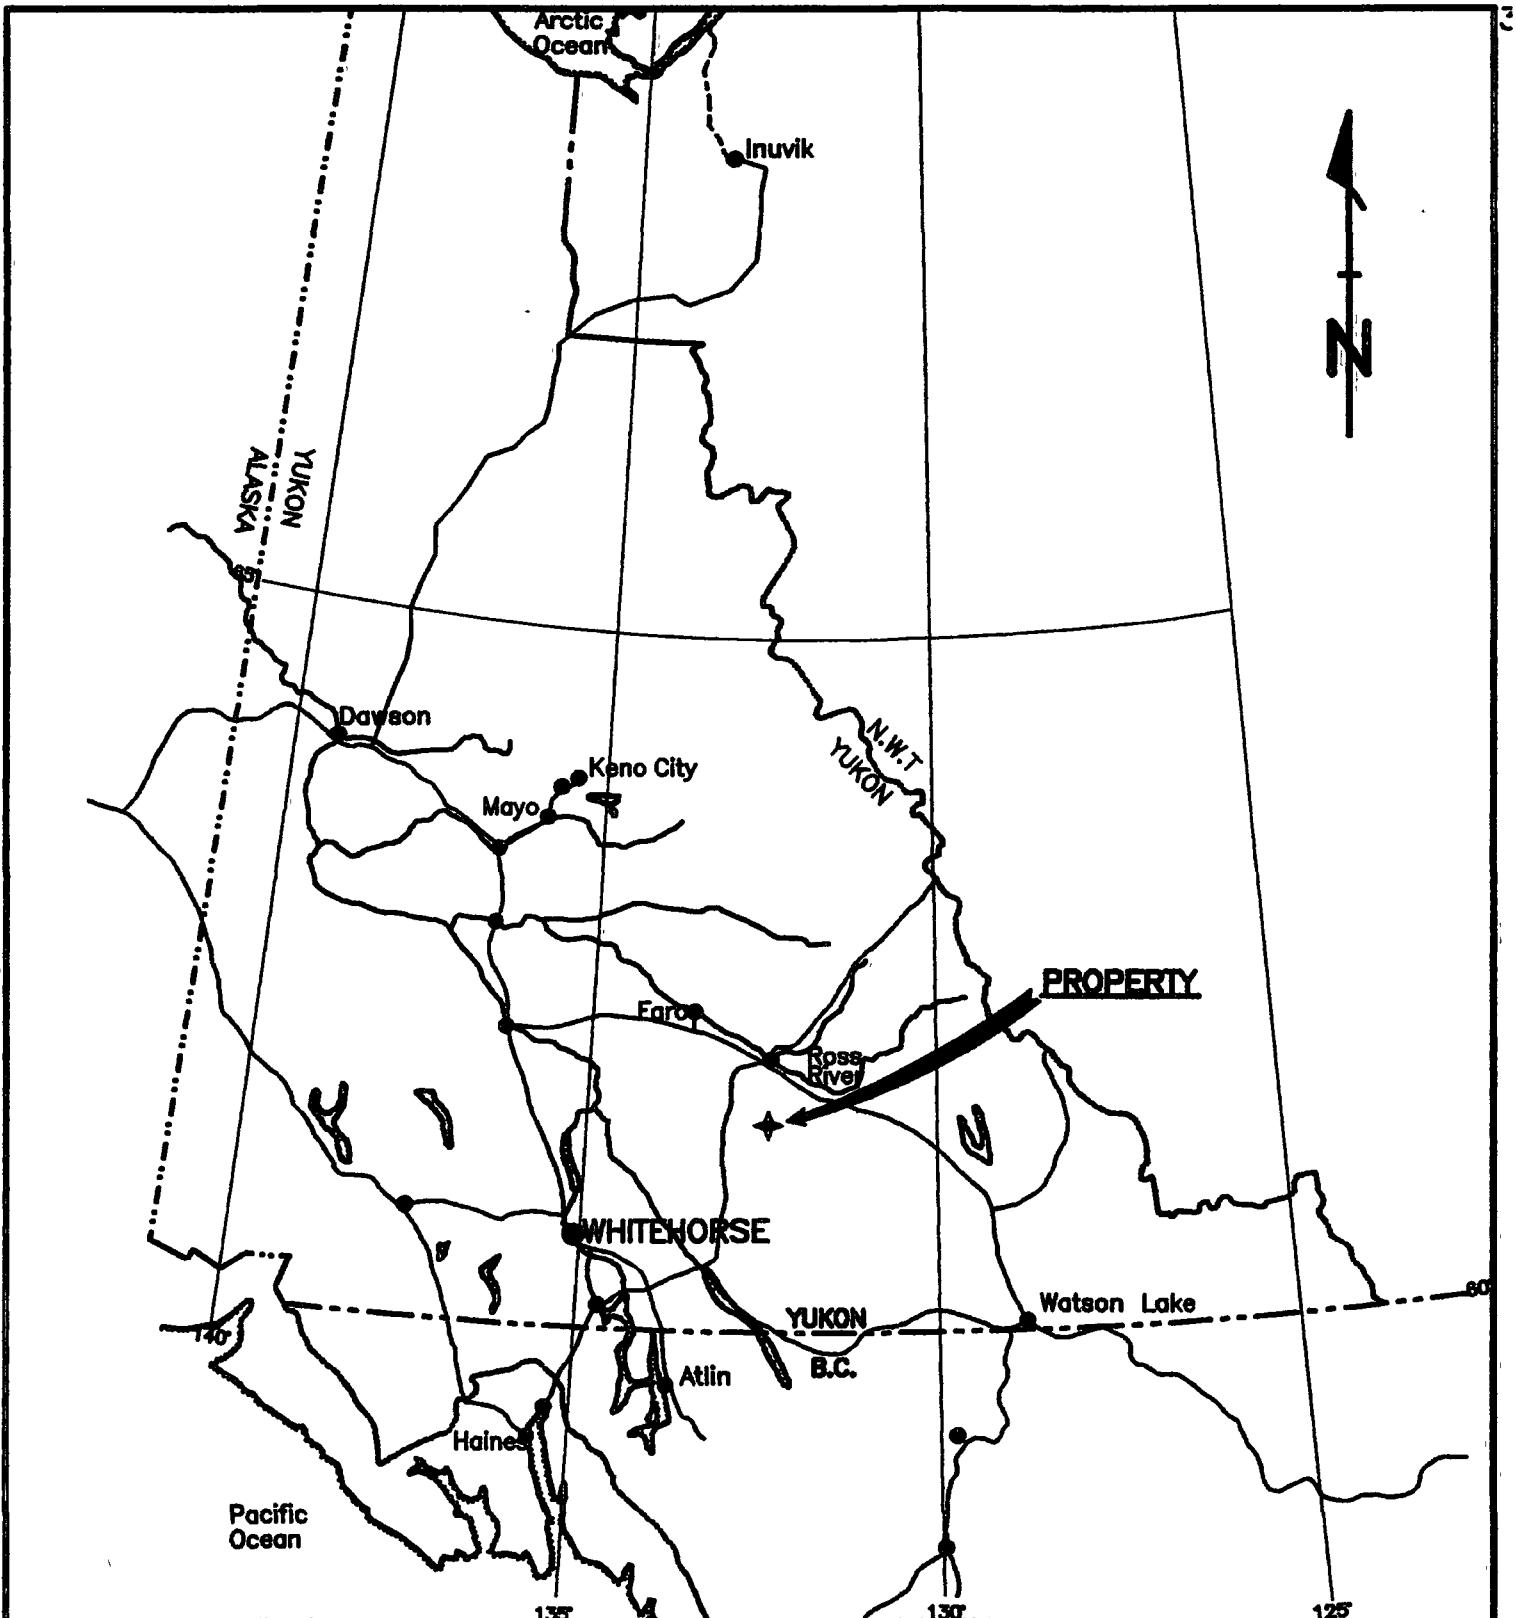 Arctic
Ocean
Inuvik
N
YUKON
ALASKA
65°
Dawson
Keno City
Mayo
N.W.T
YUKON
PROPERTY
Faro
Ross
River
WHITEHORSE
60°
Watson Lake
YUKON
B.C.
140°
Atlin
Haines
Pacific
Ocean
135°
130°
125°